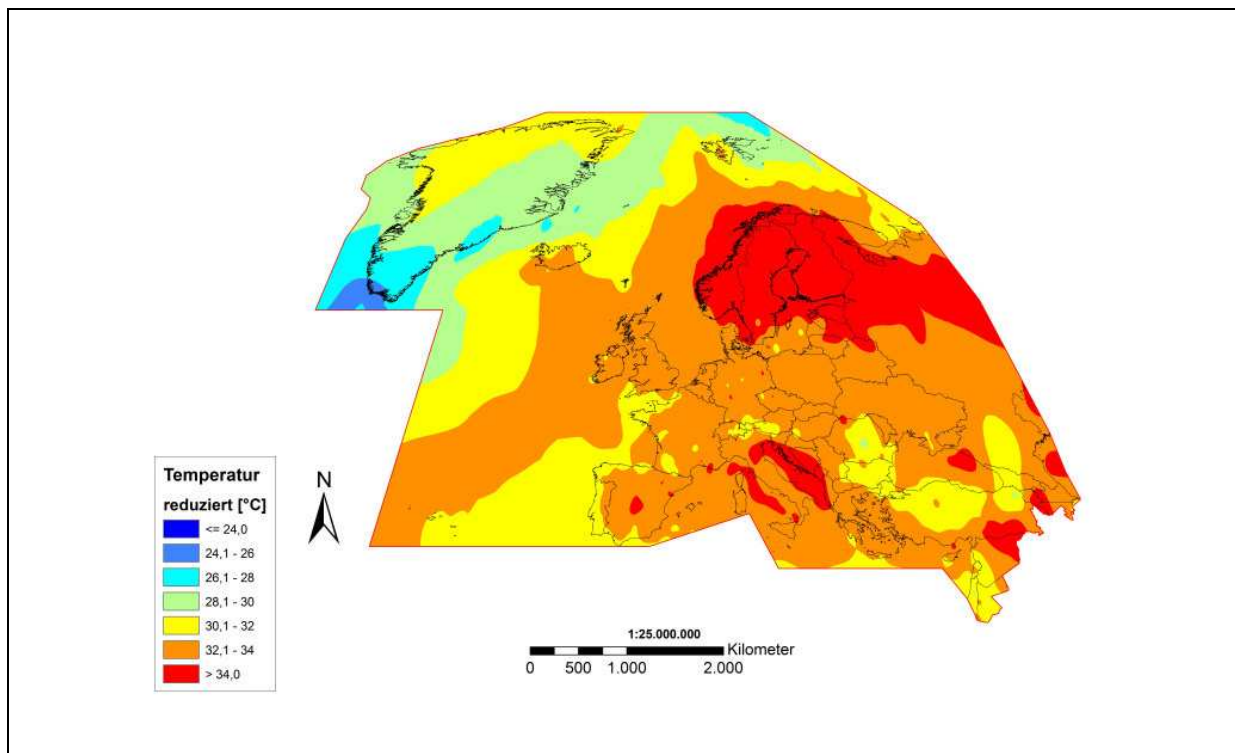 Temperatur
reduziert [°C]
<= 24,0
24,1 - 26
26,1 - 28
28,1 - 30
30,1 - 32
32,1 - 34
> 34,0
N
1:25.000.000
Kilometer
0 500 1.000 2.000